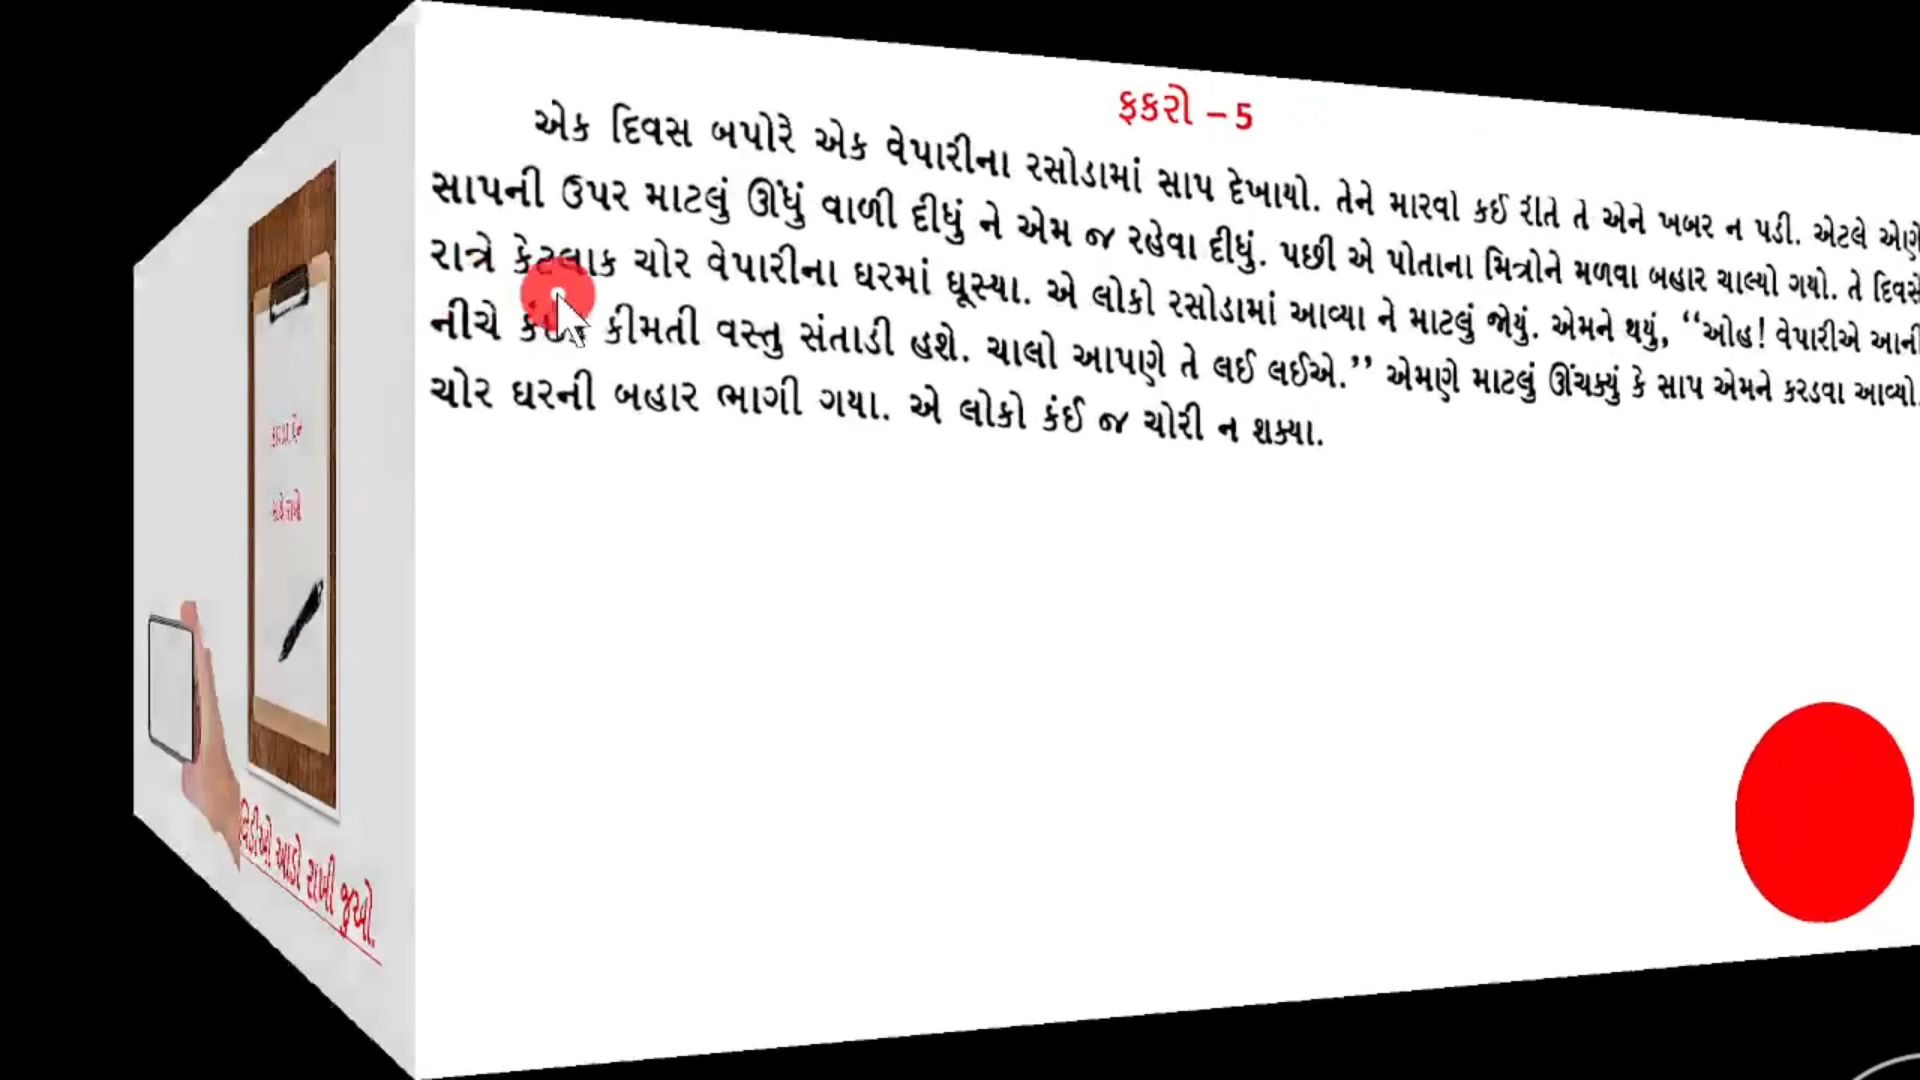 ફકરો – 5
એક દિવસ બપોરે એક વેપારીના રસોડામાં સાપ દેખાયો. તેને મારવો કઈ રીતે તે એને ખબર ન પડી. એટલે એણે
સાપની ઉપર માટલું ઊંધું વાળી દીધું ને એમ જ રહેવા દીધું. પછી એ પોતાના મિત્રોને મળવા બહાર ચાલ્યો ગયો. તે દિવસે
રાત્રે કેટલાક ચોર વેપારીના ઘરમાં ઘૂસ્યા. એ લોકો રસોડામાં આવ્યા ને માટલું જોયું. એમને થયું, “ઓહ! વેપારીએ આની
નીચે કીમતી વસ્તુ સંતાડી હશે. ચાલો આપણે તે લઈ લઈએ.” એમણે માટલું ઊંચક્યું કે સાપ એમને કરડવા આવ્યો.
ચોર ઘરની બહાર ભાગી ગયા. એ લોકો કંઈ જ ચોરી ન શક્યા.
આડો રાખી જુઓ.